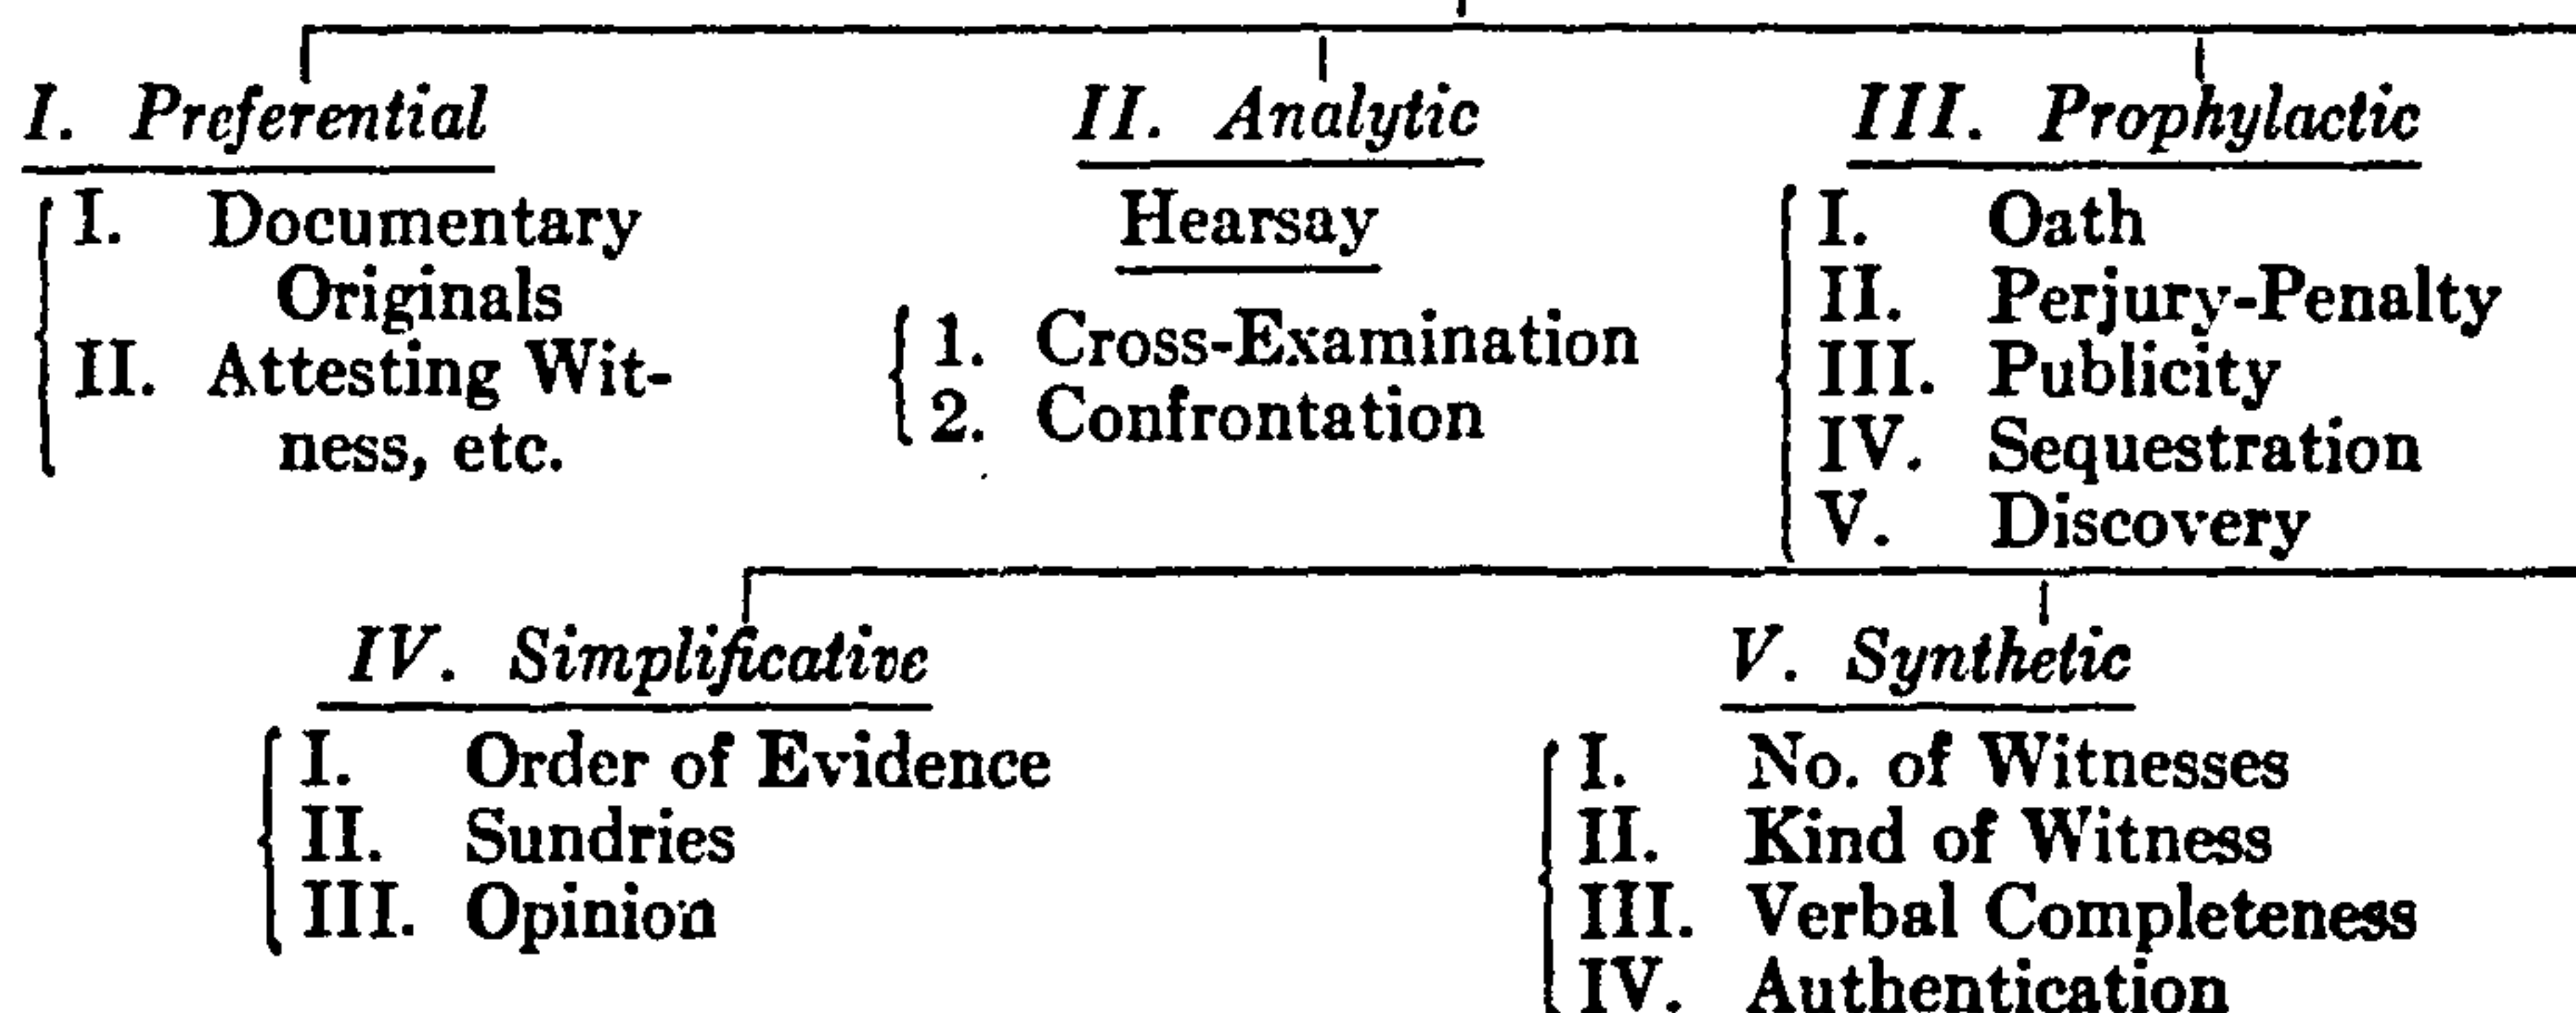 I. Preferential
I. Documentary
Originals
II. Attesting Wit-
ness, etc.
II. Analytic
Hearsay
1. Cross-Examination
2. Confrontation
III. Prophylactic
I. Oath
II. Perjury-Penalty
III. Publicity
IV. Sequestration
V. Discovery
IV. Simplificative
I. Order of Evidence
II. Sundries
III. Opinion
V. Synthetic
I. No. of Witnesses
II. Kind of Witness
III. Verbal Completeness
IV. Authentication